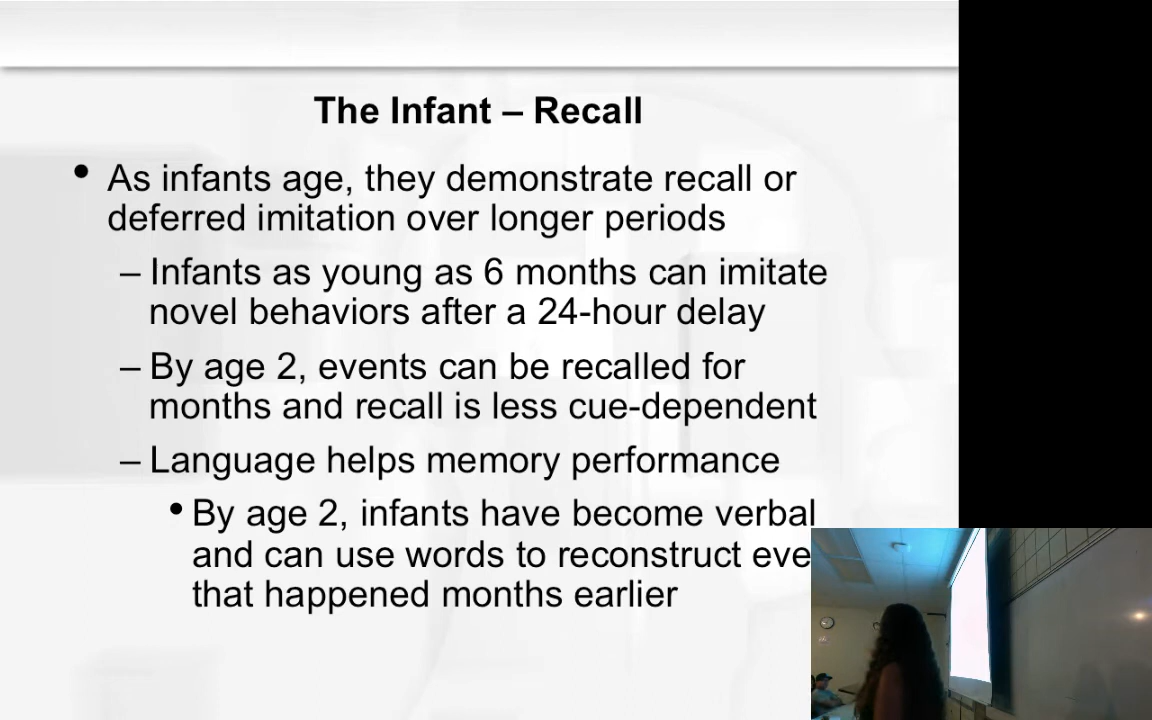 The Infant – Recall
• As infants age, they demonstrate recall or
deferred imitation over longer periods
– Infants as young as 6 months can imitate
novel behaviors after a 24-hour delay
– By age 2, events can be recalled for
months and recall is less cue-dependent
– Language helps memory performance
• By age 2, infants have become verbal
and can use words to reconstruct eve
that happened months earlier